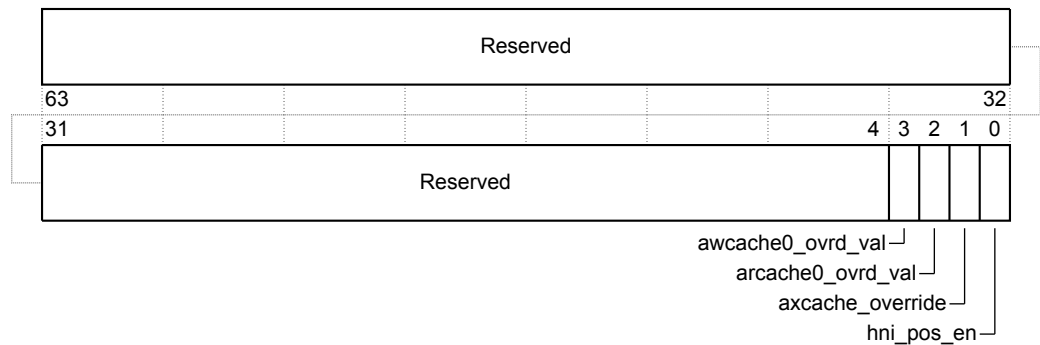 Reserved
63 32
31 4 3 2 1 0
Reserved
awcache0_ovrd_val
arcache0_ovrd_val
axcache_override
hni_pos_en